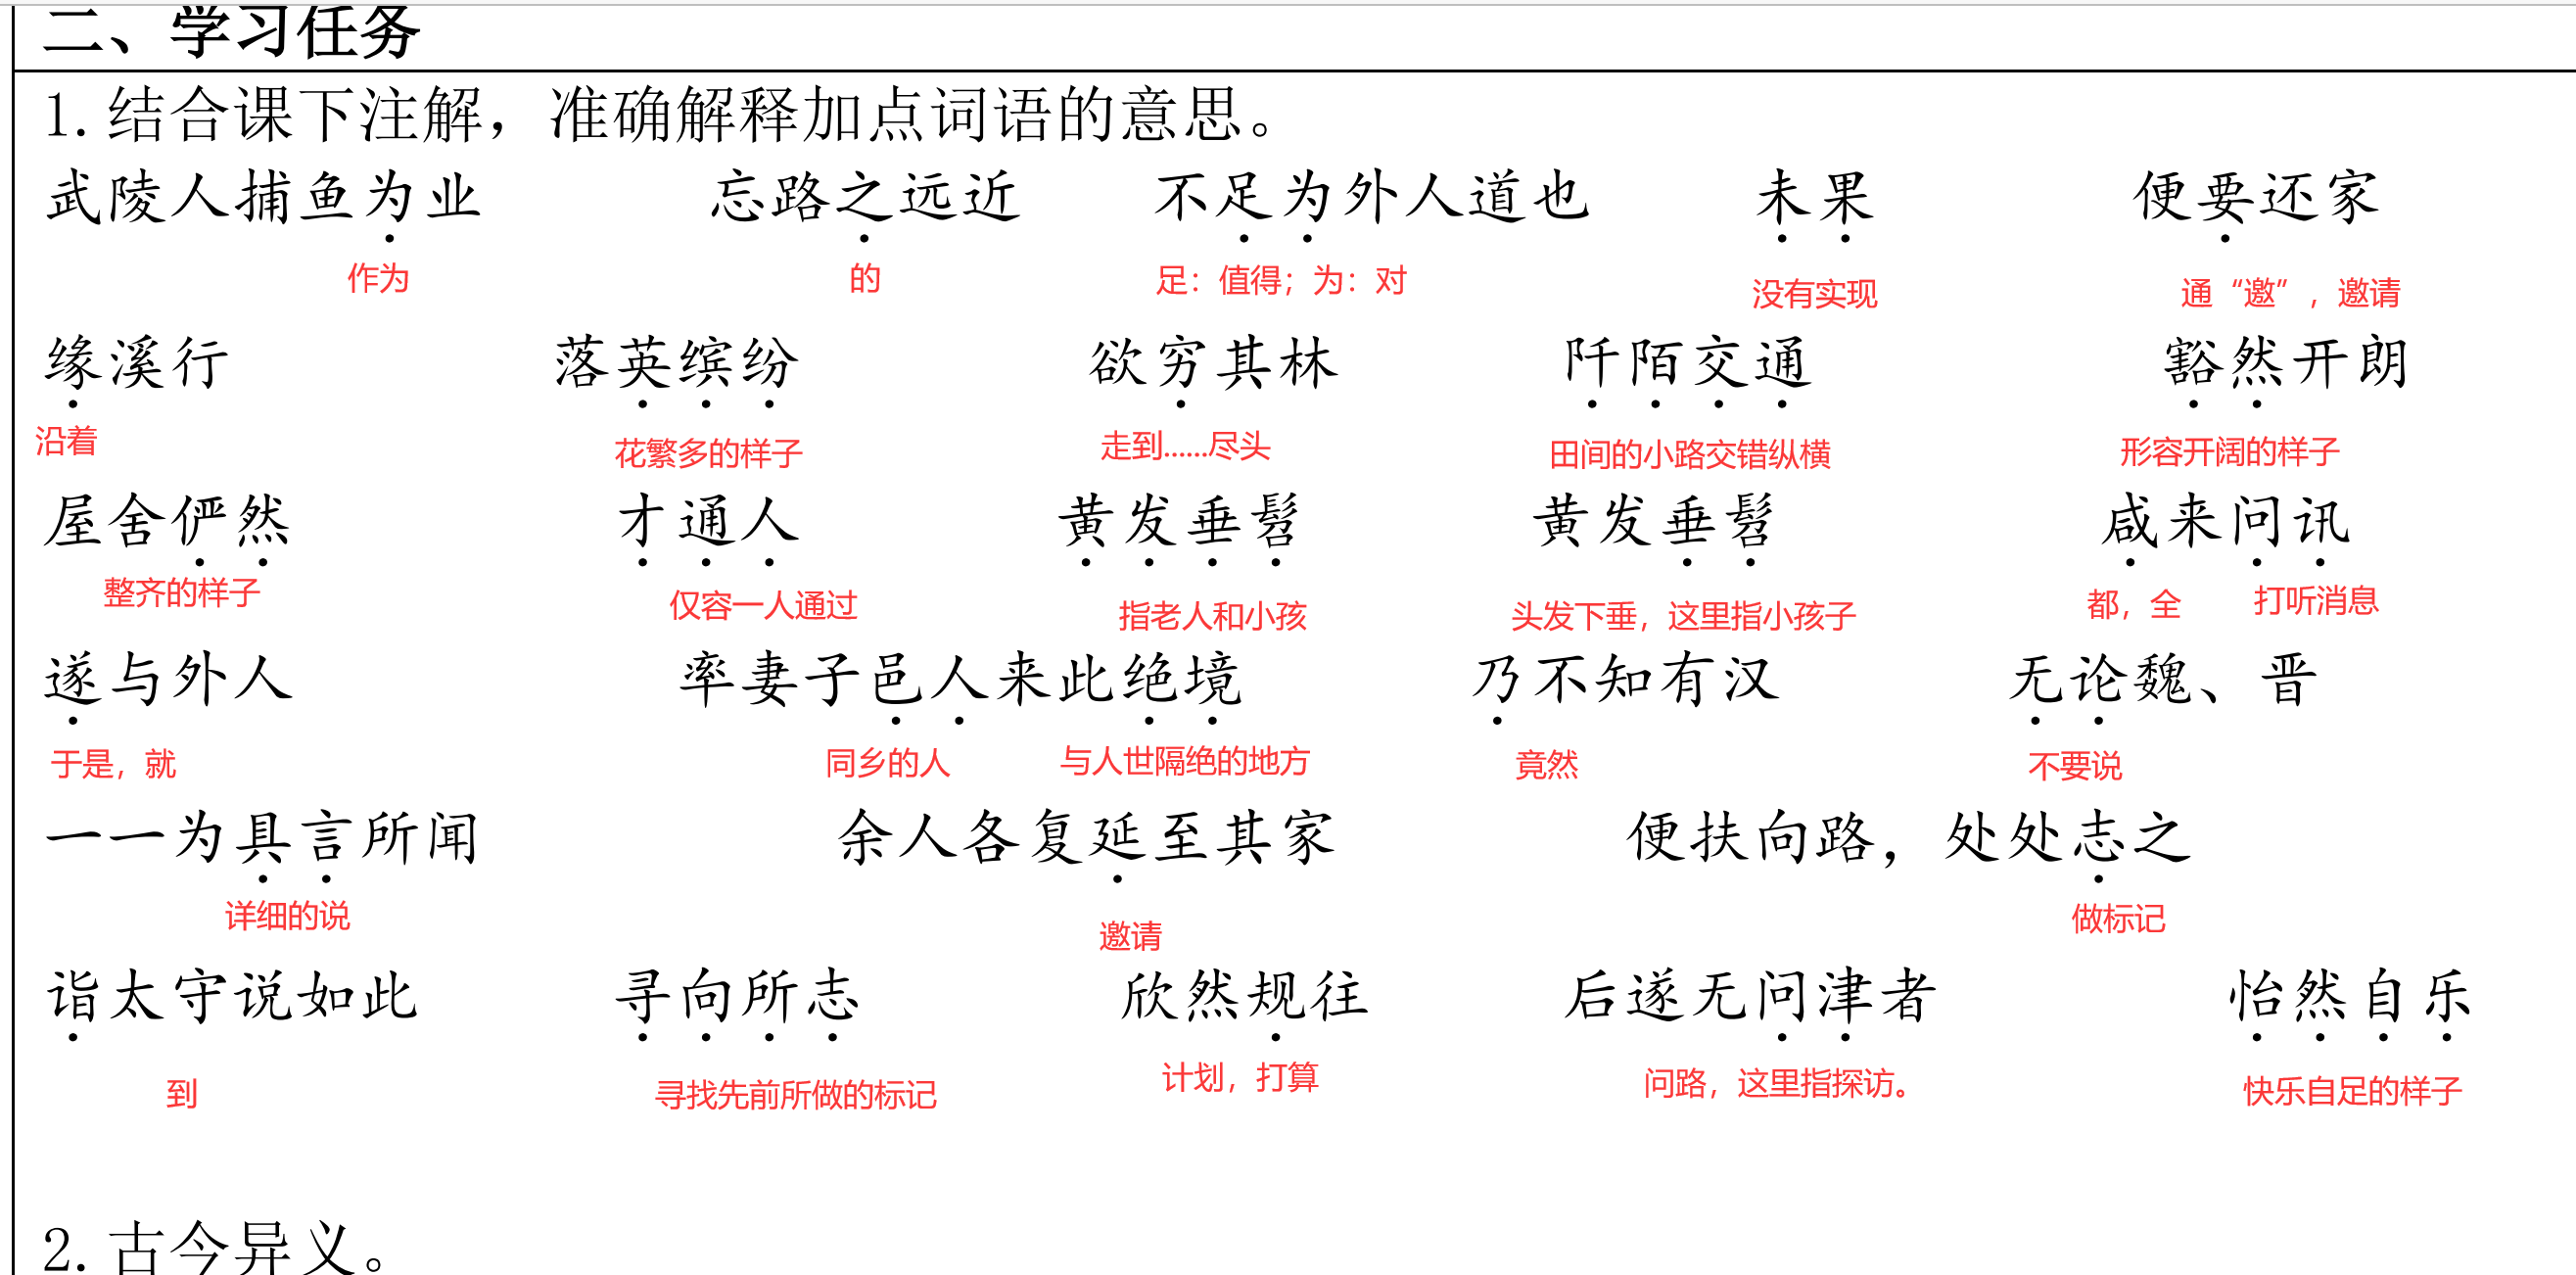 二、学习任务
1.结合课下注解，准确解释加点词语的意思。
武陵人捕鱼为业 忘路之远近 不足为外人道也 未果 便要还家
作为 的 足：值得；为：对 没有实现 通“邀”，邀请
缘溪行 落英缤纷 欲穷其林 阡陌交通 豁然开朗
沿着 花繁多的样子 走到......尽头 田间的小路交错纵横 形容开阔的样子
屋舍俨然 才通人 黄发垂髫 黄发垂髫 咸来问讯
整齐的样子 仅容一人通过 指老人和小孩 头发下垂，这里指小孩子 都，全 打听消息
遂与外人 率妻子邑人来此绝境 乃不知有汉 无论魏、晋
于是，就 同乡的人 与人世隔绝的地方 竟然 不要说
一一为具言所闻 余人各复延至其家 便扶向路，处处志之
详细的说 邀请 做标记
诣太守说如此 寻向所志 欣然规往 后遂无问津者 怡然自乐
到 寻找先前所做的标记 计划，打算 问路，这里指探访。 快乐自足的样子
2.古今异义。